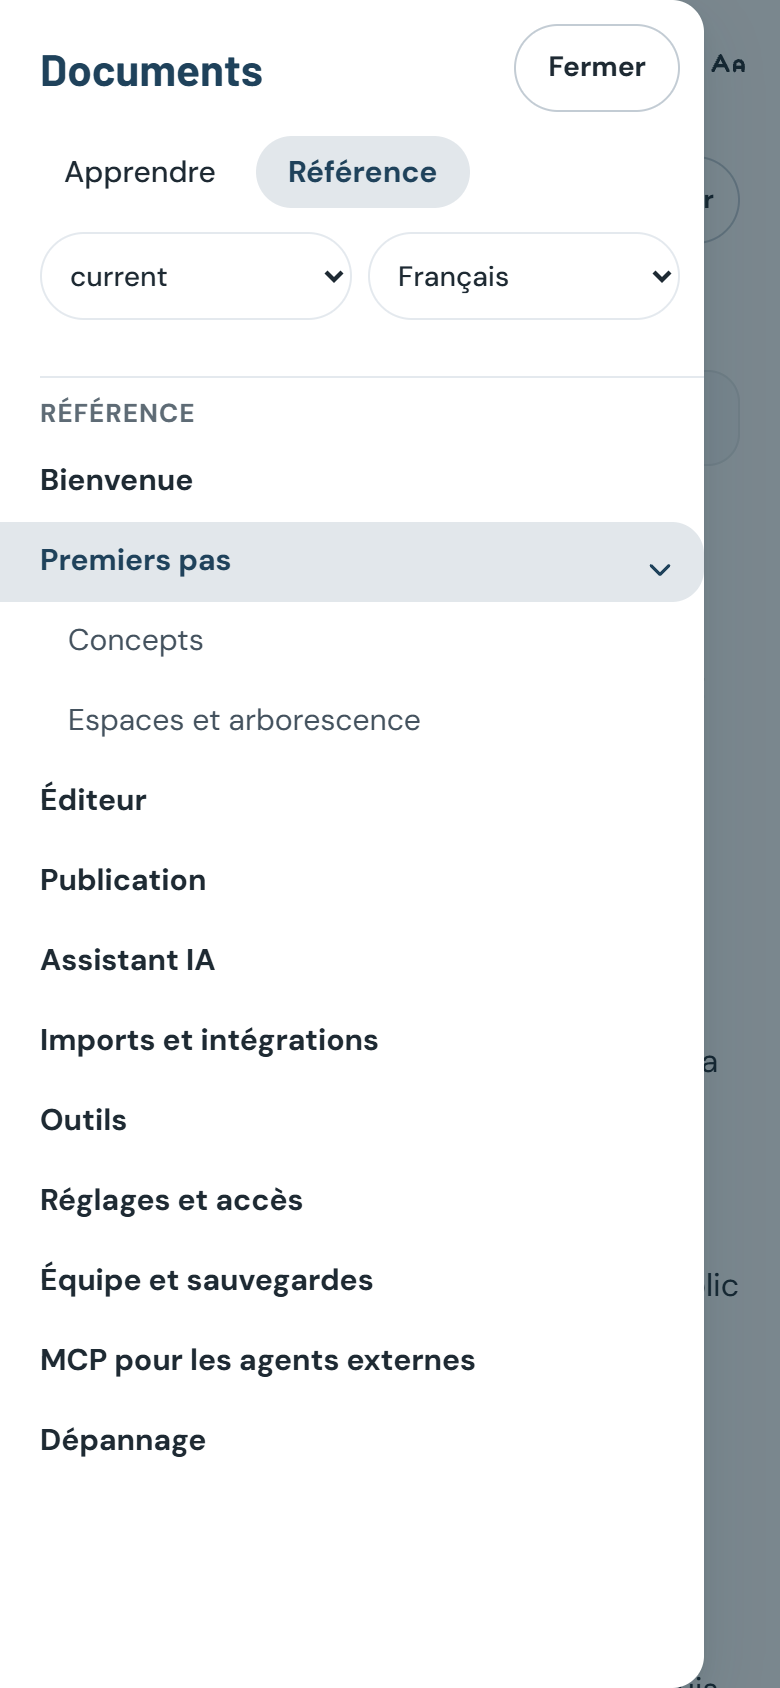 Documents
Fermer
Apprendre
Référence
current
Français
RÉFÉRENCE
Bienvenue
Premiers pas
Concepts
Espaces et arborescence
Éditeur
Publication
Assistant IA
Imports et intégrations
Outils
Réglages et accès
Équipe et sauvegardes
MCP pour les agents externes
Dépannage